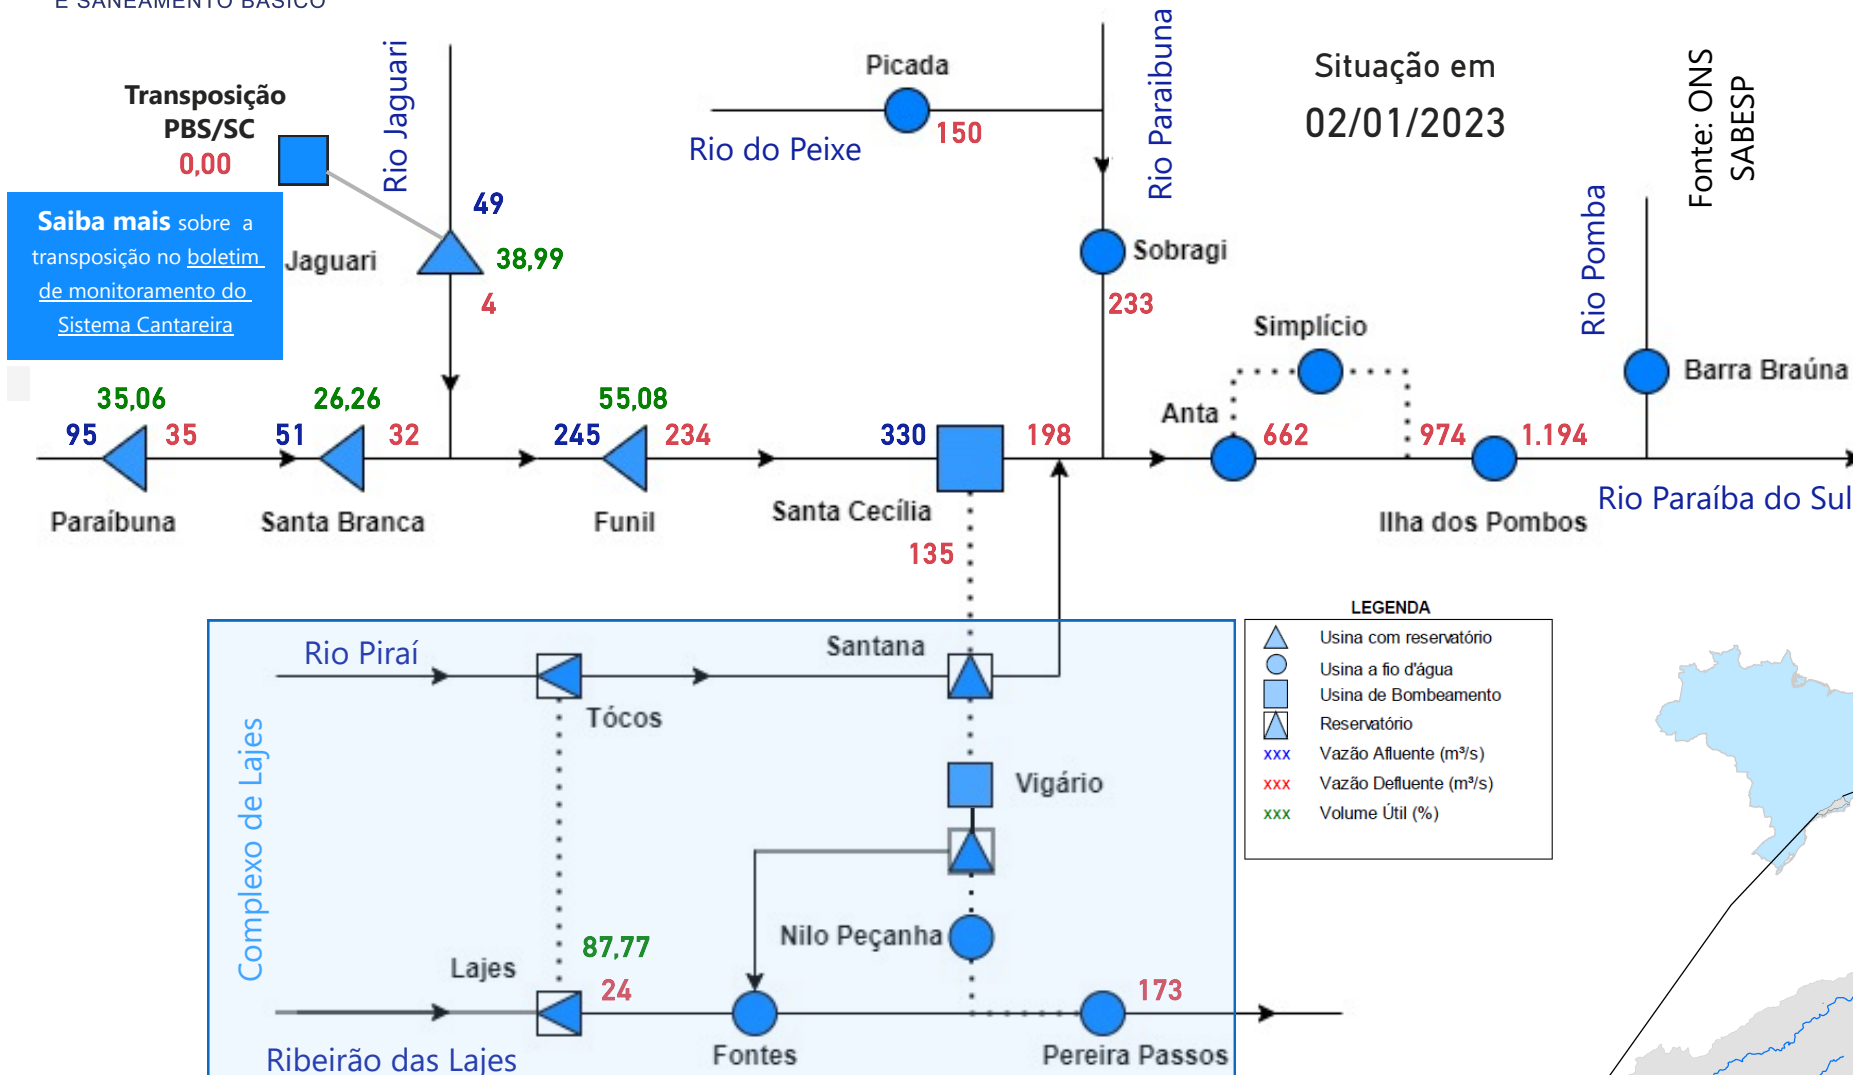 E SANEAMENTO BÁSICO
Transposição
PBS/SC
0,00
Rio Jaguari
Picada
150
Rio do Peixe
Rio Paraibuna
Situação em
02/01/2023
Fonte: ONS
SABESP
Saiba mais sobre a
transposição no boletim
de monitoramento do
Sistema Cantareira
49
Jaguari
38,99
4
Sobragi
233
Rio Pomba
Simplício
Barra Braúna
35,06
95
35
Paraíbuna
26,26
51
32
Santa Branca
55,08
245
234
Funil
330
198
Santa Cecília
135
Anta
662
974
1.194
Ilha dos Pombos
Rio Paraíba do Sul
Complexo de Lajes
Rio Piraí
Tócos
Santana
Vigário
Nilo Peçanha
87,77
Lajes
24
Ribeirão das Lajes
Fontes
173
Pereira Passos
LEGENDA
Usina com reservatório
Usina a fio d'água
Usina de Bombeamento
Reservatório
xxx Vazão Afluente (m³/s)
xxx Vazão Defluente (m³/s)
xxx Volume Útil (%)